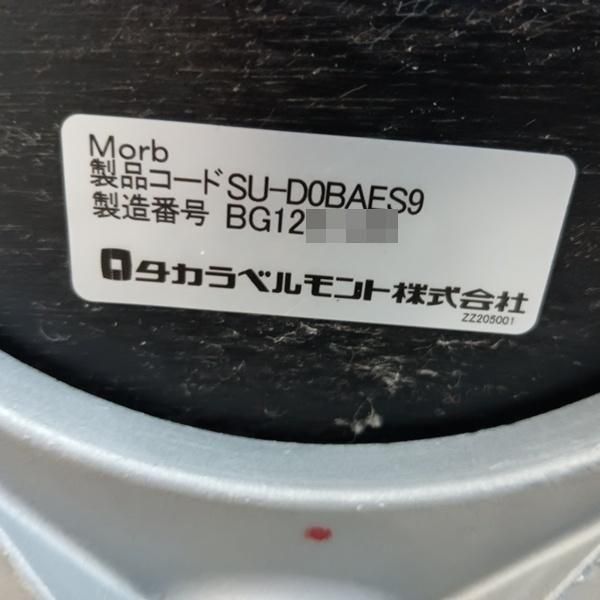 Morb
製品コード SU-D0BAES9
製造番号 BG12
タカラベルモント株式会社
ZZ205001